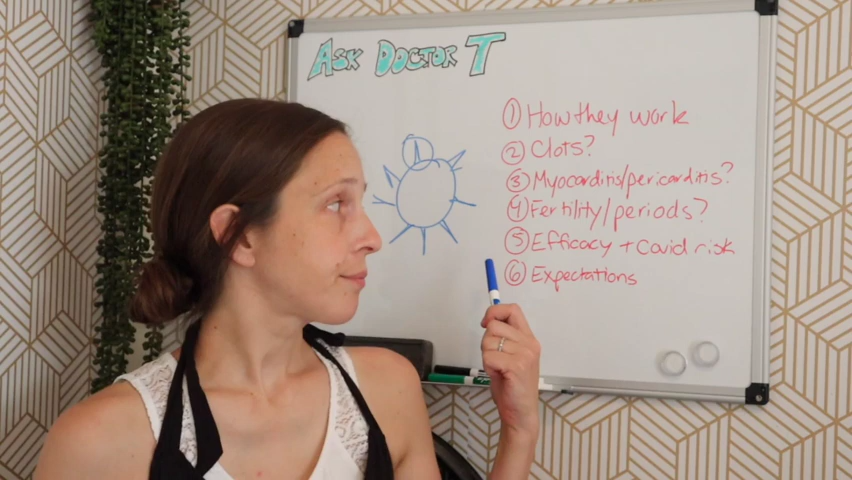 ASK DOCTOR T
① How they work
② Clots?
③ Myocarditis/pericarditis?
④ Fertility/periods?
⑤ Efficacy + Covid risk
⑥ Expectations